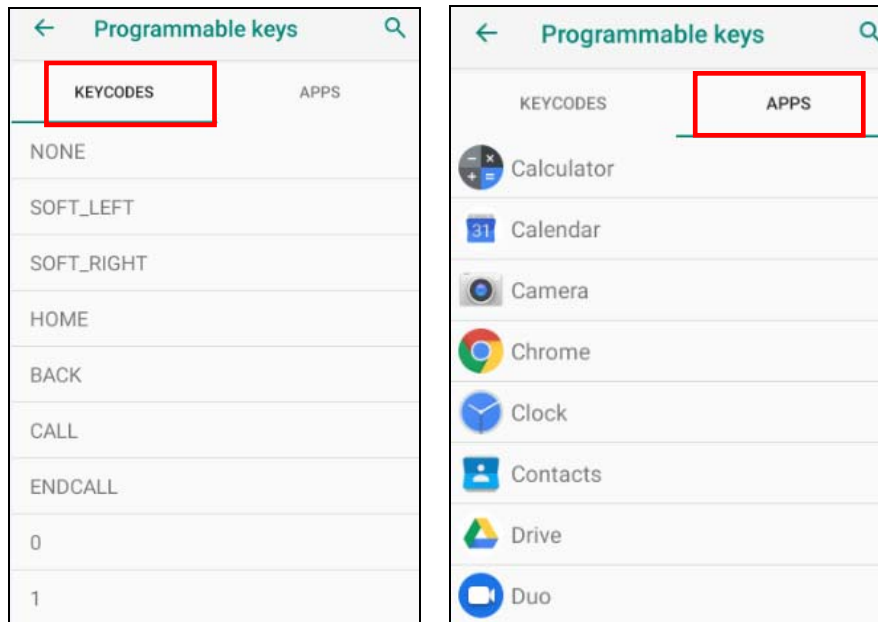 Programmable keys
KEYCODES APPS
NONE
SOFT_LEFT
SOFT_RIGHT
HOME
BACK
CALL
ENDCALL
0
1
Programmable keys
KEYCODES APPS
Calculator
31 Calendar
Camera
Chrome
Clock
Contacts
Drive
Duo